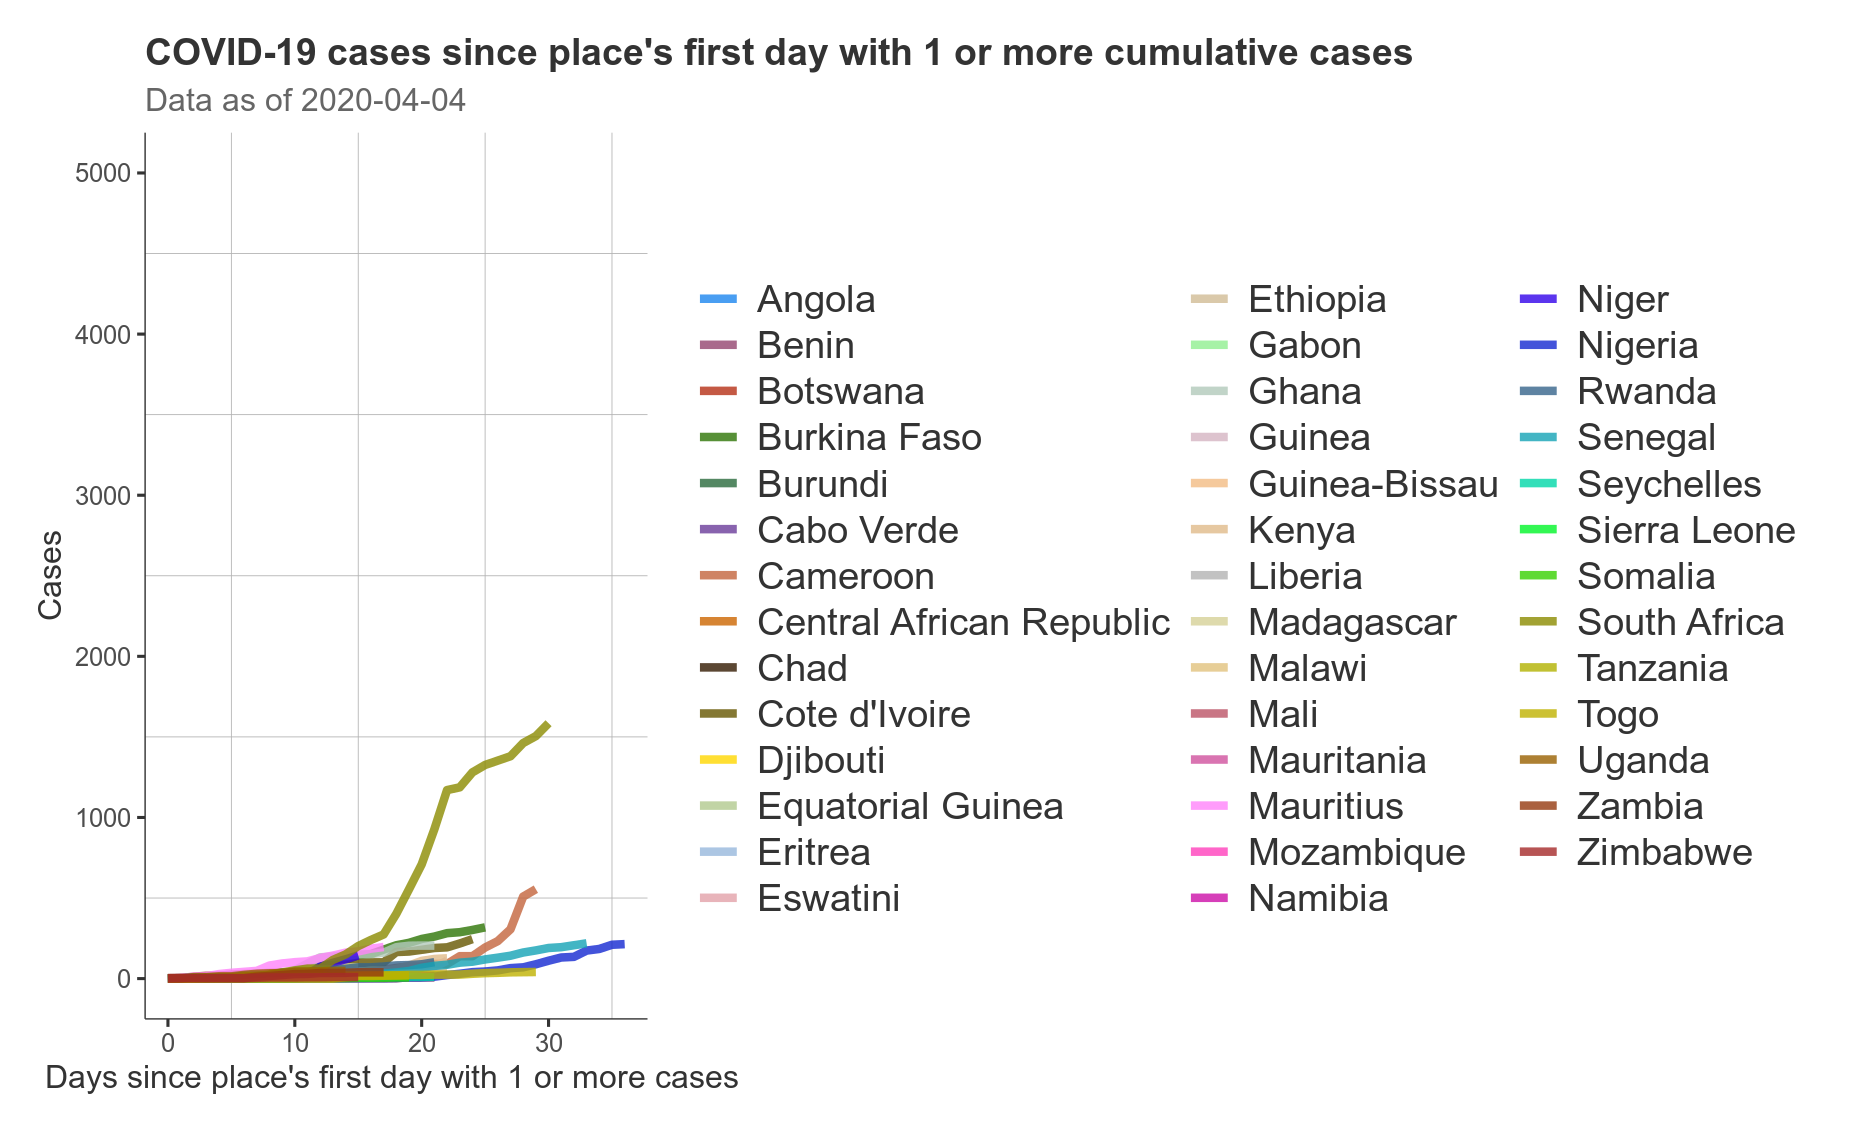 COVID-19 cases since place's first day with 1 or more cumulative cases
Data as of 2020-04-04
Cases
5000
4000
3000
2000
1000
0
0 10 20 30
Days since place's first day with 1 or more cases
Angola
Benin
Botswana
Burkina Faso
Burundi
Cabo Verde
Cameroon
Central African Republic
Chad
Cote d'Ivoire
Djibouti
Equatorial Guinea
Eritrea
Eswatini
Ethiopia
Gabon
Ghana
Guinea
Guinea-Bissau
Kenya
Liberia
Madagascar
Malawi
Mali
Mauritania
Mauritius
Mozambique
Namibia
Niger
Nigeria
Rwanda
Senegal
Seychelles
Sierra Leone
Somalia
South Africa
Tanzania
Togo
Uganda
Zambia
Zimbabwe